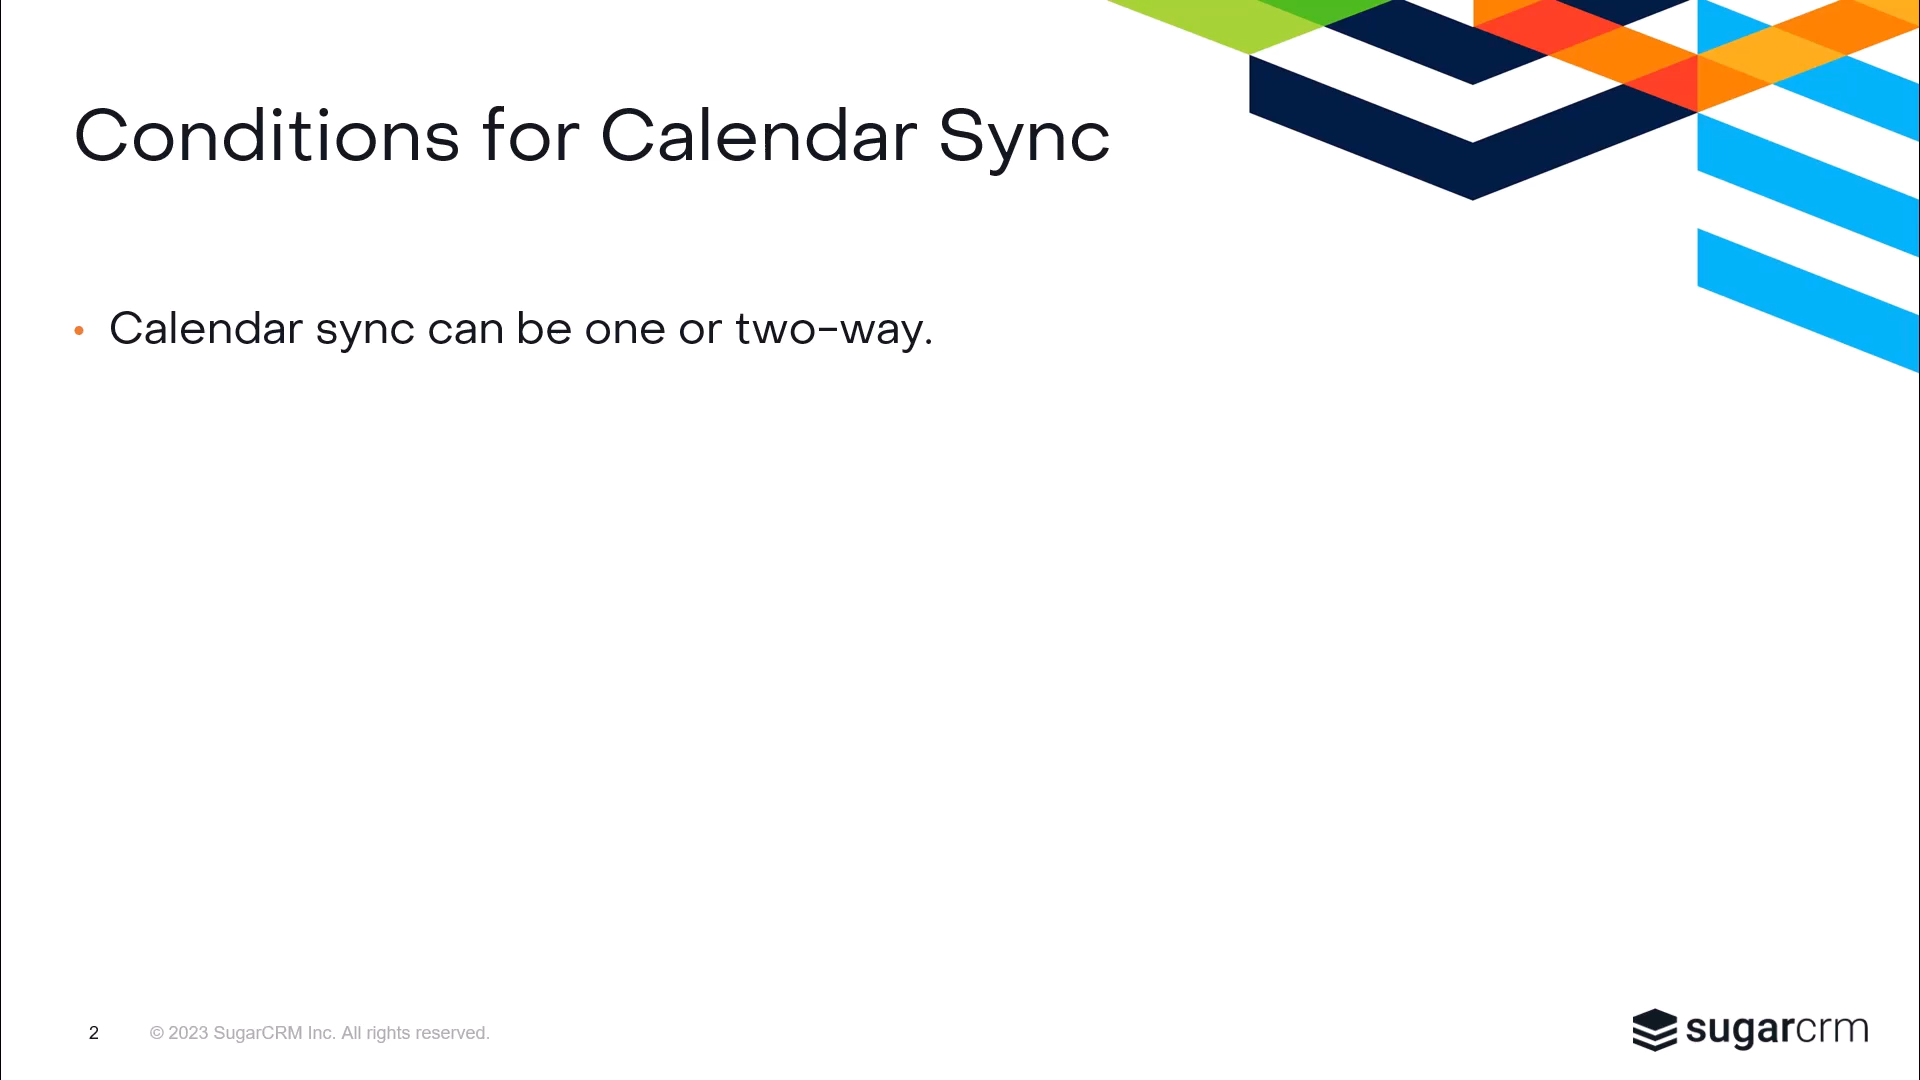 Conditions for Calendar Sync
• Calendar sync can be one or two-way.
2 © 2023 SugarCRM Inc. All rights reserved.
sugarcrm